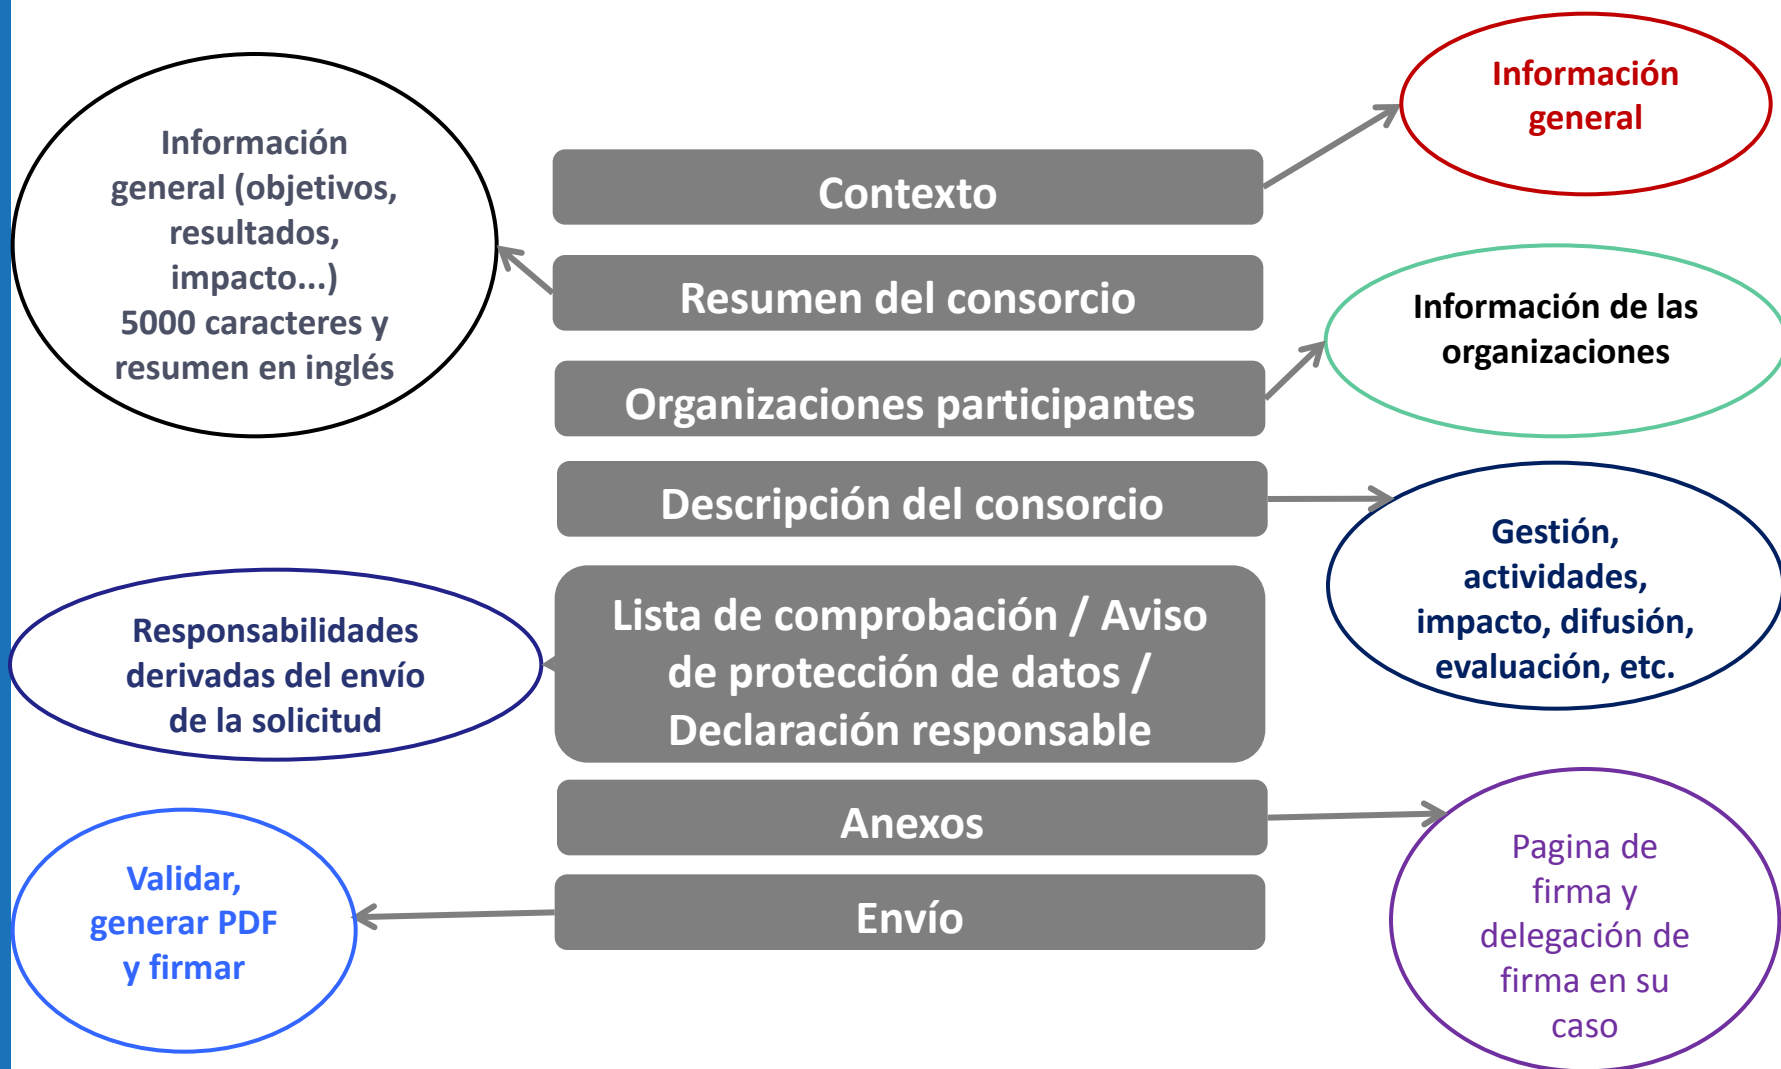 Información
general (objetivos,
resultados,
impacto...)
5000 caracteres y
resumen en inglés
Contexto
Información
general
Resumen del consorcio
Organizaciones participantes
Información de las
organizaciones
Descripción del consorcio
Gestión,
actividades,
impacto, difusión,
evaluación, etc.
Responsabilidades
derivadas del envío
de la solicitud
Lista de comprobación / Aviso
de protección de datos /
Declaración responsable
Anexos
Pagina de
firma y
delegación de
firma en su
caso
Validar,
generar PDF
y firmar
Envío